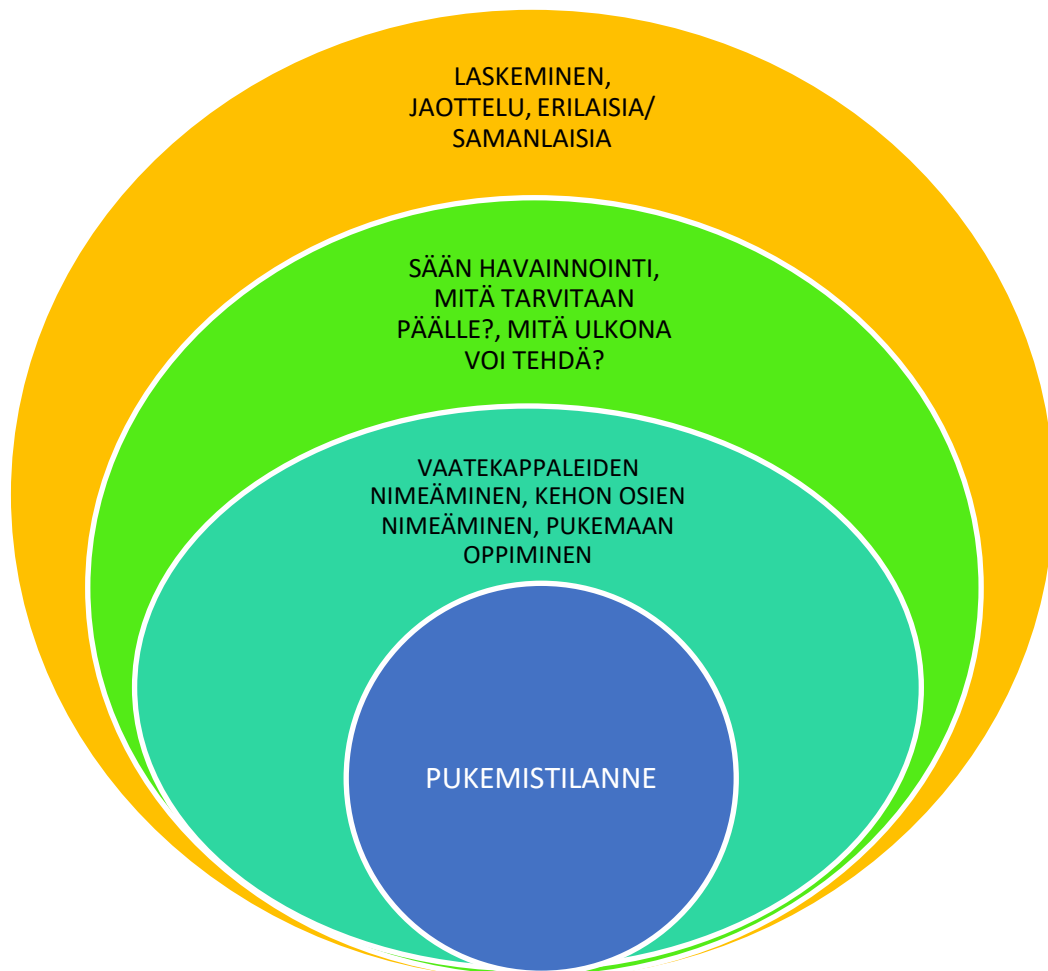 LASKEMINEN,
JAOTTELU, ERILAISIA/
SAMANLAISIA
SÄÄN HAVAINNOINTI,
MITÄ TARVITAAN
PÄÄLLE?, MITÄ ULKONA
VOI TEHDÄ?
VAATEKAPPALEIDEN
NIMEÄMINEN, KEHON OSIEN
NIMEÄMINEN, PUKEMAAN
OPPIMINEN
PUKEMISTILANNE